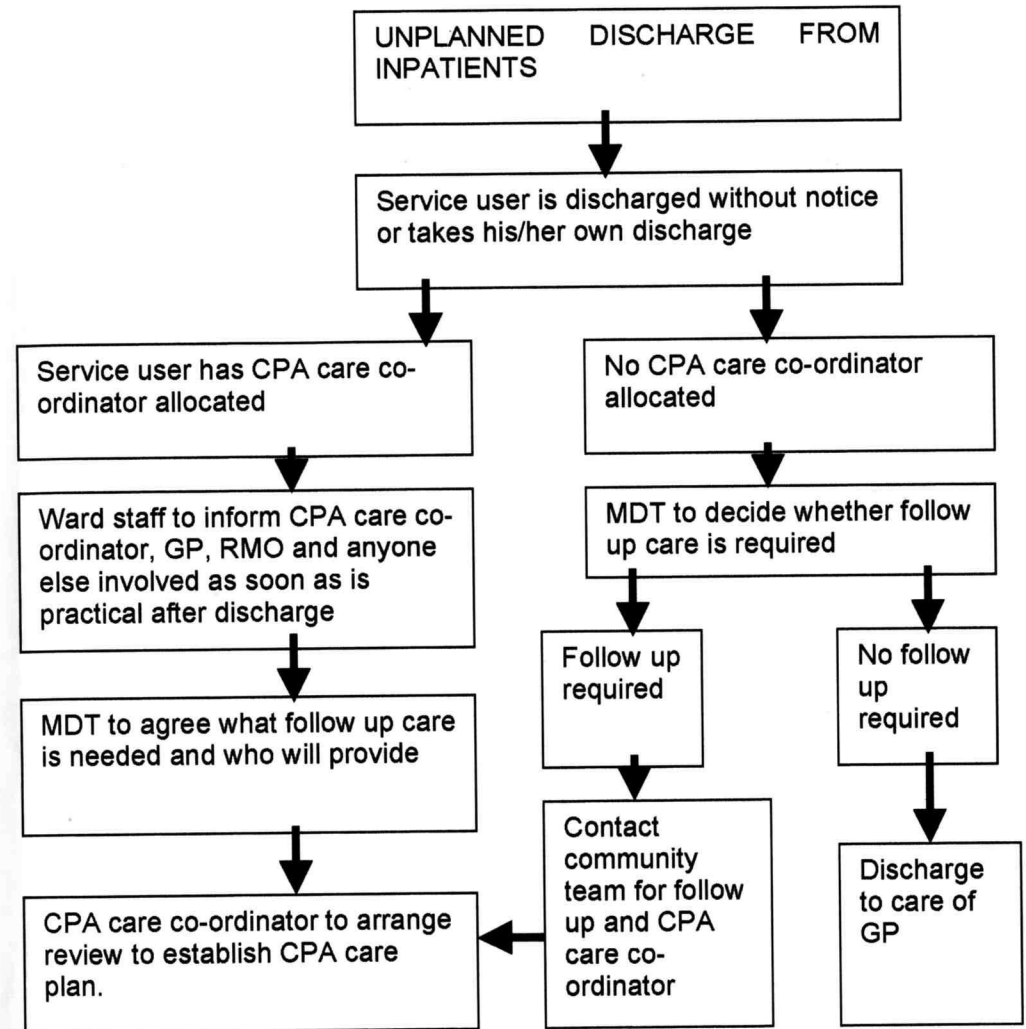 UNPLANNED DISCHARGE FROM
INPATIENTS
Service user is discharged without notice
or takes his/her own discharge
Service user has CPA care co-
ordinator allocated
No CPA care co-ordinator
allocated
Ward staff to inform CPA care co-
ordinator, GP, RMO and anyone
else involved as soon as is
practical after discharge
MDT to decide whether follow
up care is required
Follow up
required
No follow
up
required
MDT to agree what follow up care
is needed and who will provide
Contact
community
team for follow
up and CPA
care co-
ordinator
Discharge
to care of
GP
CPA care co-ordinator to arrange
review to establish CPA care
plan.